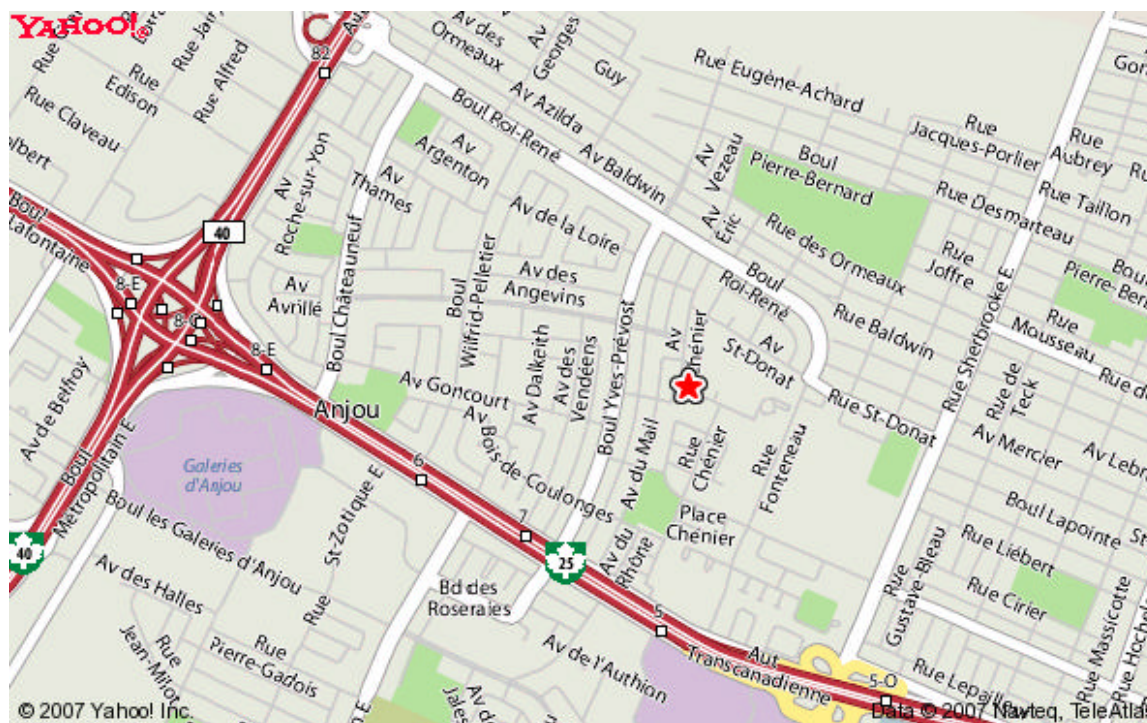 YAHOO!
82
Aut
Rue Alfred
Rue
Edison
Rue Claveau
Av des
Ormeaux
Av
Georges
Guy
Av Azilda
Boul Roi-René
Av Baldwin
Rue Eugène-Achard
Rue
Jacques-Porlier
Rue
Aubrey
Rue Taillon
Boul
Pierre-Bernard
Rue Desmarteau
Av
Vezeau
Av
Eric
Rue des Ormeaux
Rue
Joffre
Rue
Mousseau
Av
Argenton
Av
Thames
Av
Roche-sur-Yon
Av de la Loire
Boul
Lafontaine
40
8-E
8-E
Av
Avrillé
Boul Châteauneuf
Boul
Wilfrid-Pelletier
Av des
Angevins
Boul
Roi-René
Rue Baldwin
Rue Sherbrooke E
Av
Chénier
Av
St-Donat
Rue St-Donat
Boul Yves-Prévost
Av Dalkeith
Av des
Vendéens
Av Goncourt
Anjou
Av Bois-de Coulonges
Av de Belfroy
Boul
Métropolitain E
Galeries
d'Anjou
6
7
25
5
5-O
40
Boul les Galeries d'Anjou
Rue
St-Zotique E
Av du Mail
Rue
Chénier
Rue
Fonteneau
Place
Chénier
Av du
Rhône
Rue de
Teck
Av Mercier
Boul Lapointe
Rue Liébert
Rue Cirier
Rue
Gustave-Bleau
Rue Massicotte
Av des Halles
Rue
Pierre-Gadois
Rue
Bd des
Roseraies
Av de l'Authion
Aut
Transcanadienne
© 2007 Yahoo! Inc.
Data © 2007 Navteq, TeleAtla